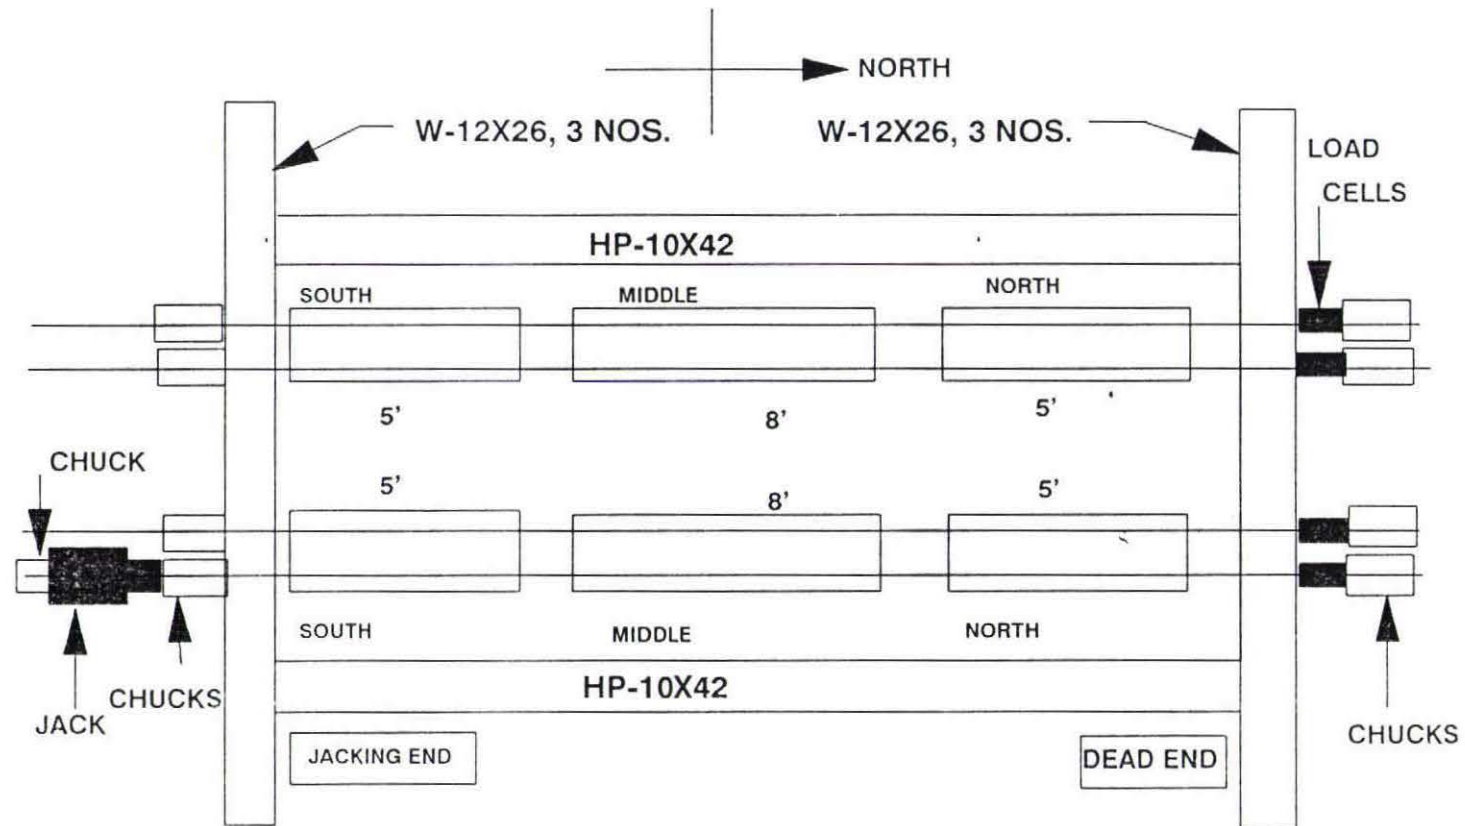 NORTH
W-12X26, 3 NOS.
W-12X26, 3 NOS.
LOAD
CELLS
HP-10X42
SOUTH
MIDDLE
NORTH
5'
8'
5'
CHUCK
5'
8'
5'
SOUTH
MIDDLE
NORTH
HP-10X42
CHUCKS
JACK
CHUCKS
JACKING END
DEAD END